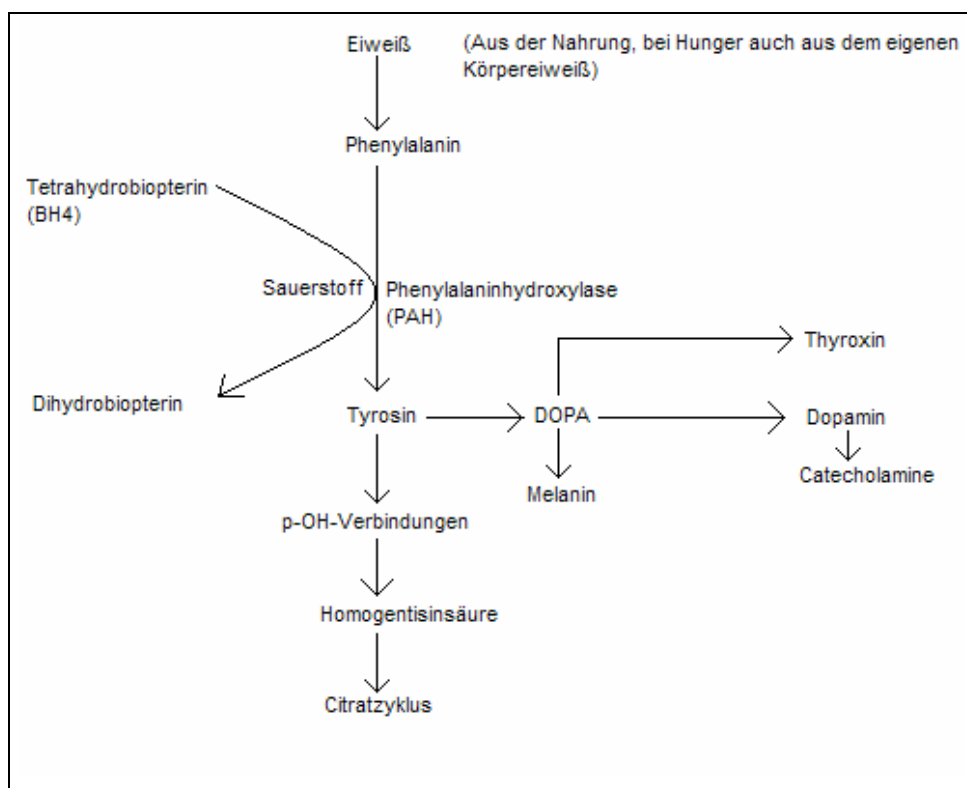 Eiweiß (Aus der Nahrung, bei Hunger auch aus dem eigenen
Körpereiweiß)
Phenylalanin
Tetrahydrobiopterin
(BH4)
Sauerstoff Phenylalaninhydroxylase
(PAH)
Thyroxin
Dihydrobiopterin
Tyrosin DOPA Dopamin
Catecholamine
Melanin
p-OH-Verbindungen
Homogentisinsäure
Citratzyklus